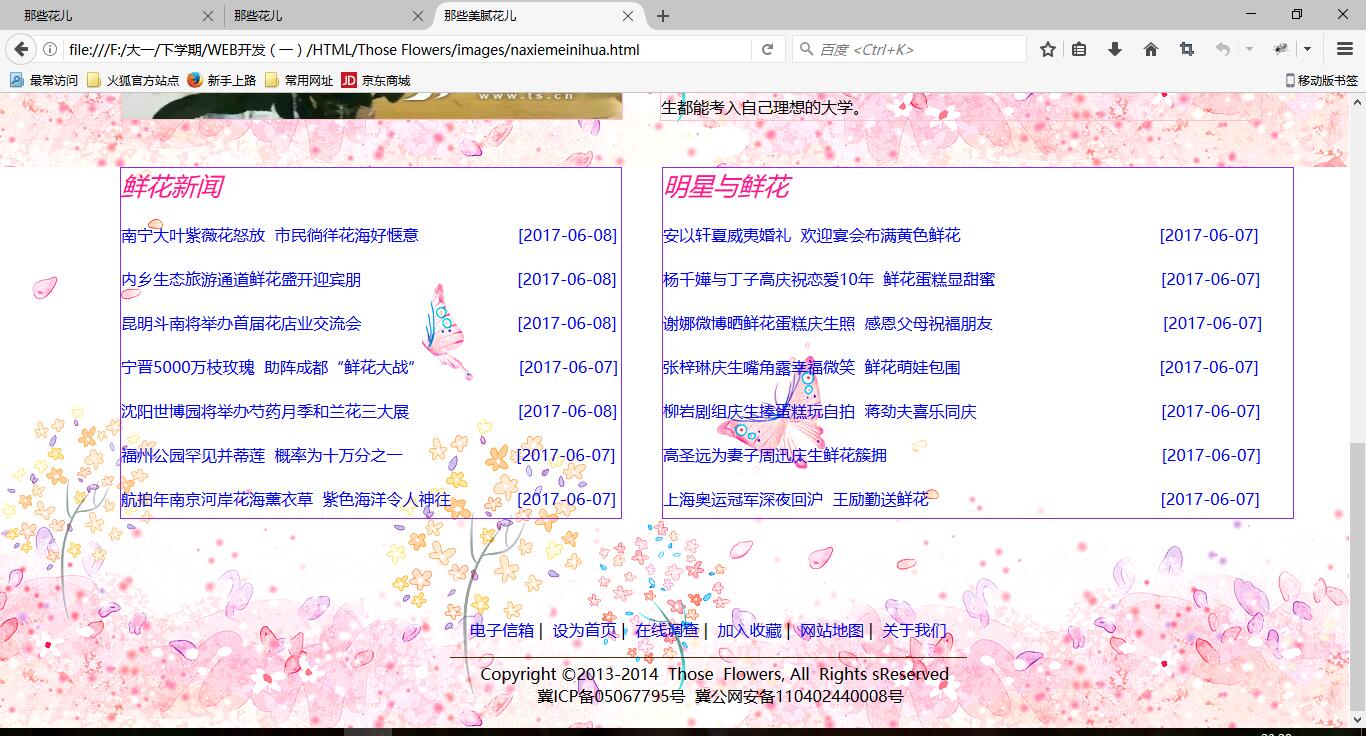 那些花儿 那些花儿 那些美腻花儿
file:///F:/大一/下学期/WEB开发（一）/HTML/Those Flowers/images/naxiemeinihua.html 百度 <Ctrl+K>
最常访问 火狐官方站点 新手上路 常用网址 JD 京东商城 移动版书签
www.ts.cn
生都能考入自己理想的大学。
鲜花新闻
南宁大叶紫薇花怒放 市民徜徉花海好惬意 [2017-06-08]
内乡生态旅游通道鲜花盛开迎宾朋 [2017-06-08]
昆明斗南将举办首届花店业交流会 [2017-06-08]
宁晋5000万枝玫瑰 助阵成都“鲜花大战” [2017-06-07]
沈阳世博园将举办芍药月季和兰花三大展 [2017-06-08]
福州公园罕见并蒂莲 概率为十万分之一 [2017-06-07]
航拍年南京河岸花海薰衣草 紫色海洋令人神往 [2017-06-07]
明星与鲜花
安以轩夏威夷婚礼 欢迎宴会布满黄色鲜花 [2017-06-07]
杨千嬅与丁子高庆祝恋爱10年 鲜花蛋糕显甜蜜 [2017-06-07]
谢娜微博晒鲜花蛋糕庆生照 感恩父母祝福朋友 [2017-06-07]
张梓琳庆生嘴角露幸福微笑 鲜花萌娃包围 [2017-06-07]
柳岩剧组庆生捧蛋糕玩自拍 蒋劲夫喜乐同庆 [2017-06-07]
高圣远为妻子周迅庆生鲜花簇拥 [2017-06-07]
上海奥运冠军深夜回沪 王励勤送鲜花 [2017-06-07]
电子信箱 | 设为首页 | 在线调查 | 加入收藏 | 网站地图 | 关于我们
Copyright ©2013-2014 Those Flowers, All Rights sReserved
冀ICP备05067795号 冀公网安备110402440008号